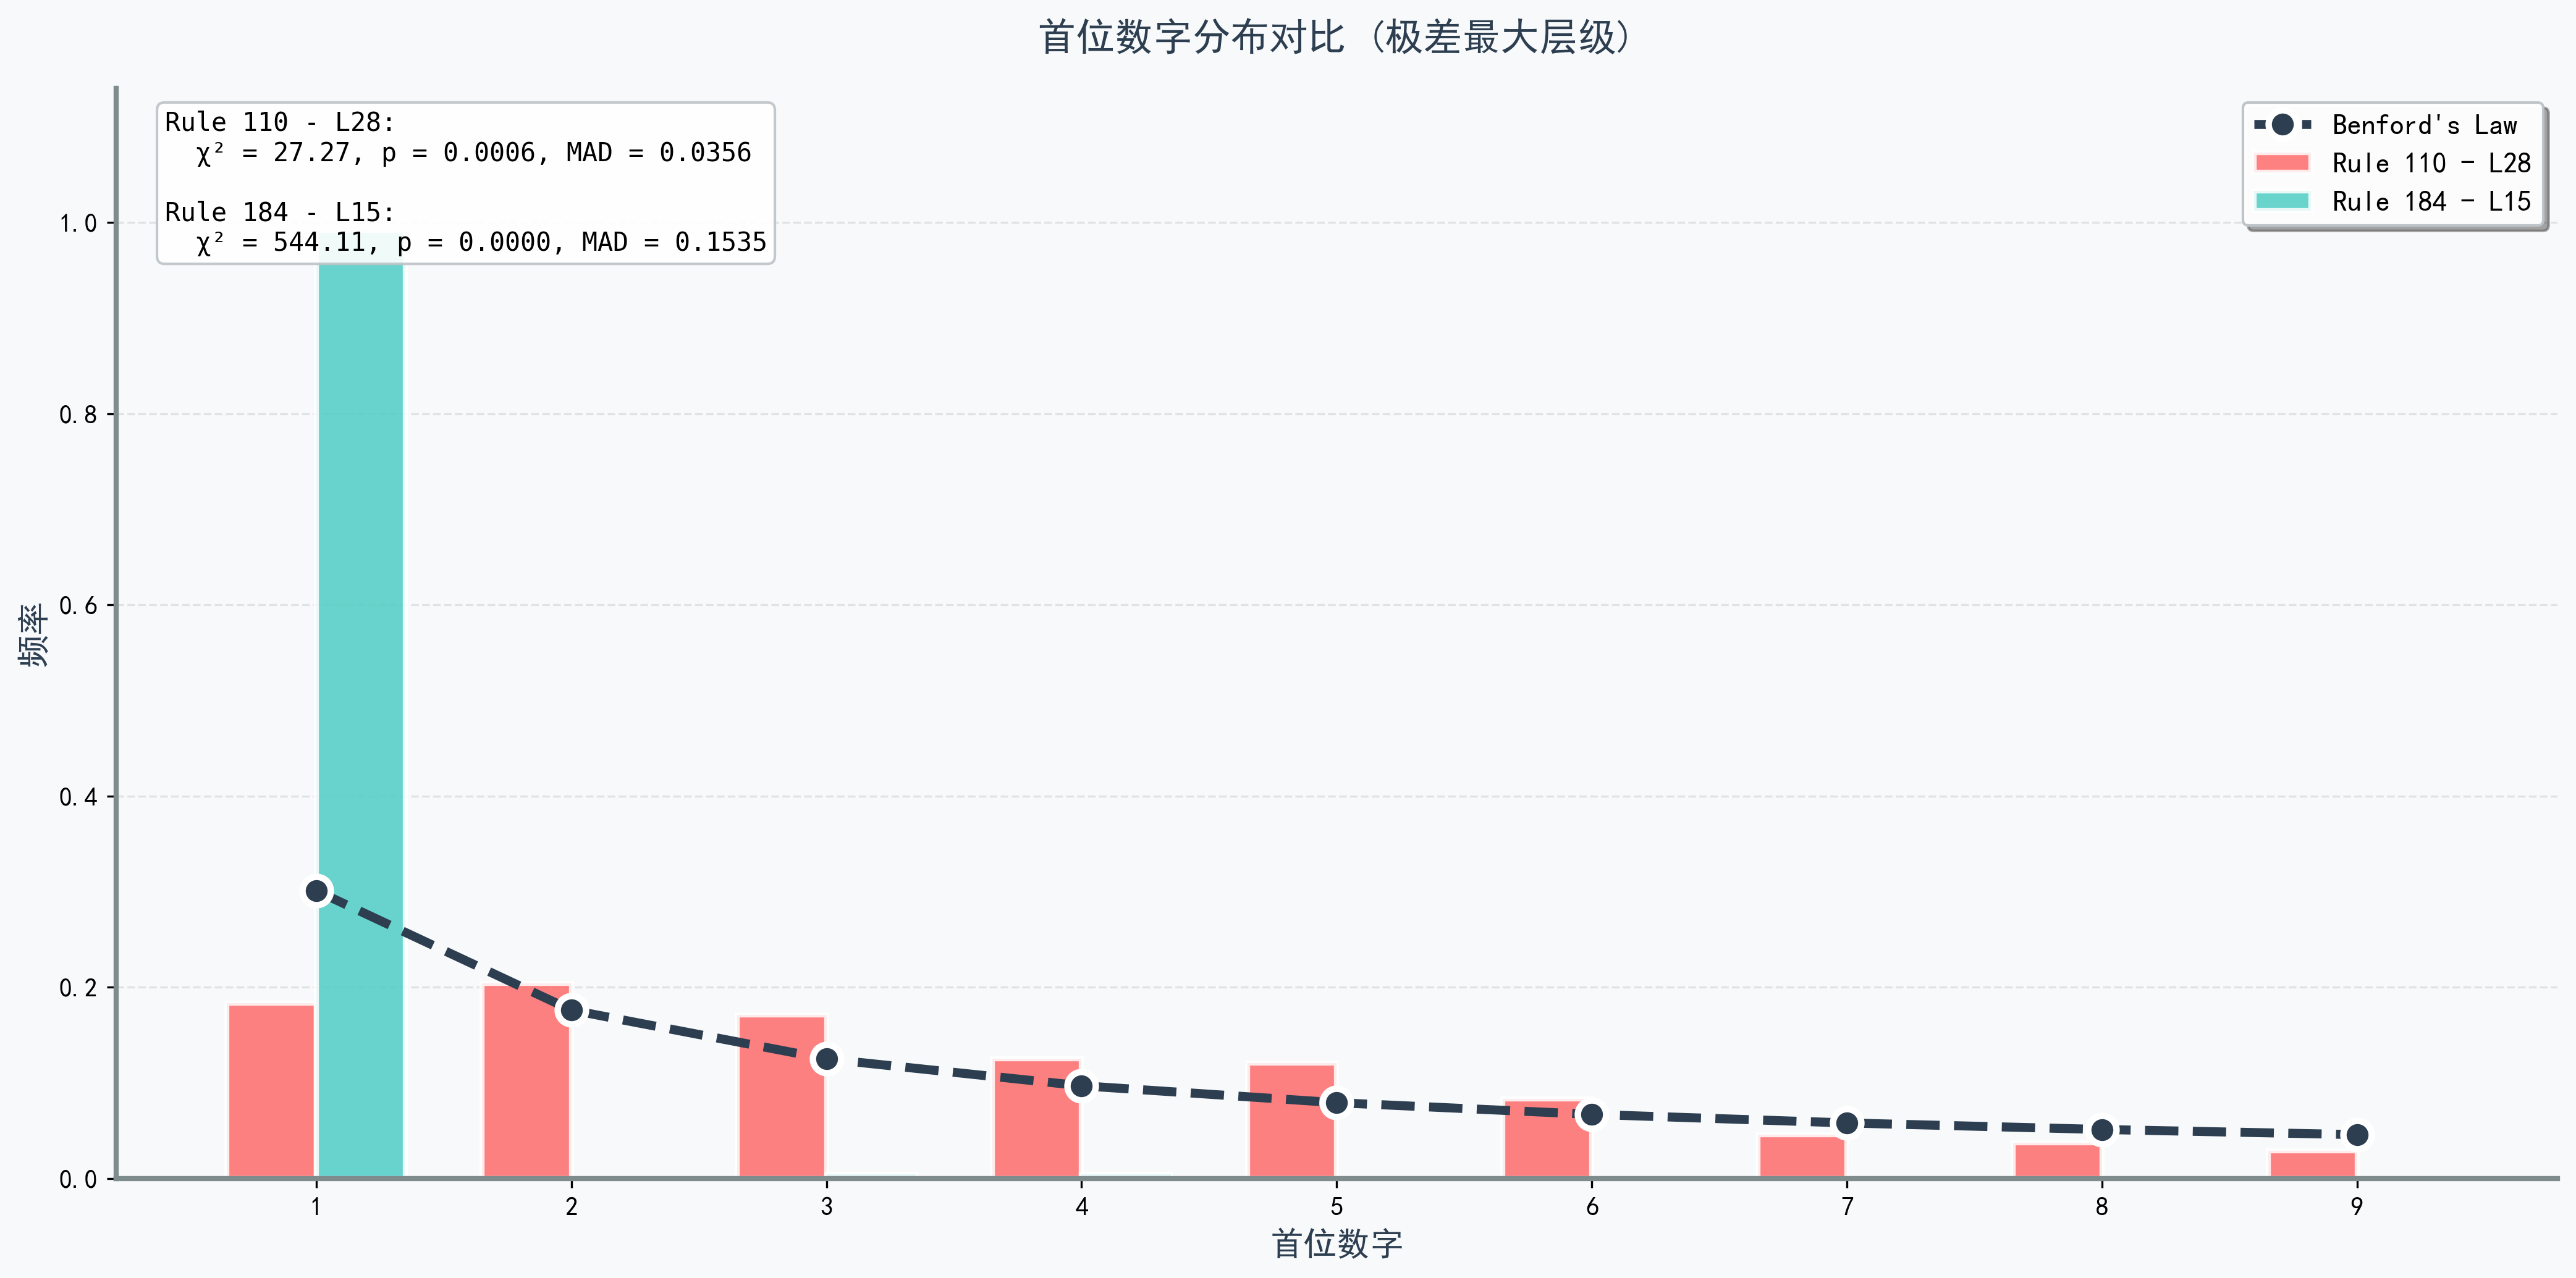 首位数字分布对比 (极差最大层级)
Rule 110 - L28:
χ² = 27.27, p = 0.0006, MAD = 0.0356
Rule 184 - L15:
χ² = 544.11, p = 0.0000, MAD = 0.1535
Benford's Law
Rule 110 - L28
Rule 184 - L15
频率
1.0
0.8
0.6
0.4
0.2
0.0
1 2 3 4 5 6 7 8 9
首位数字